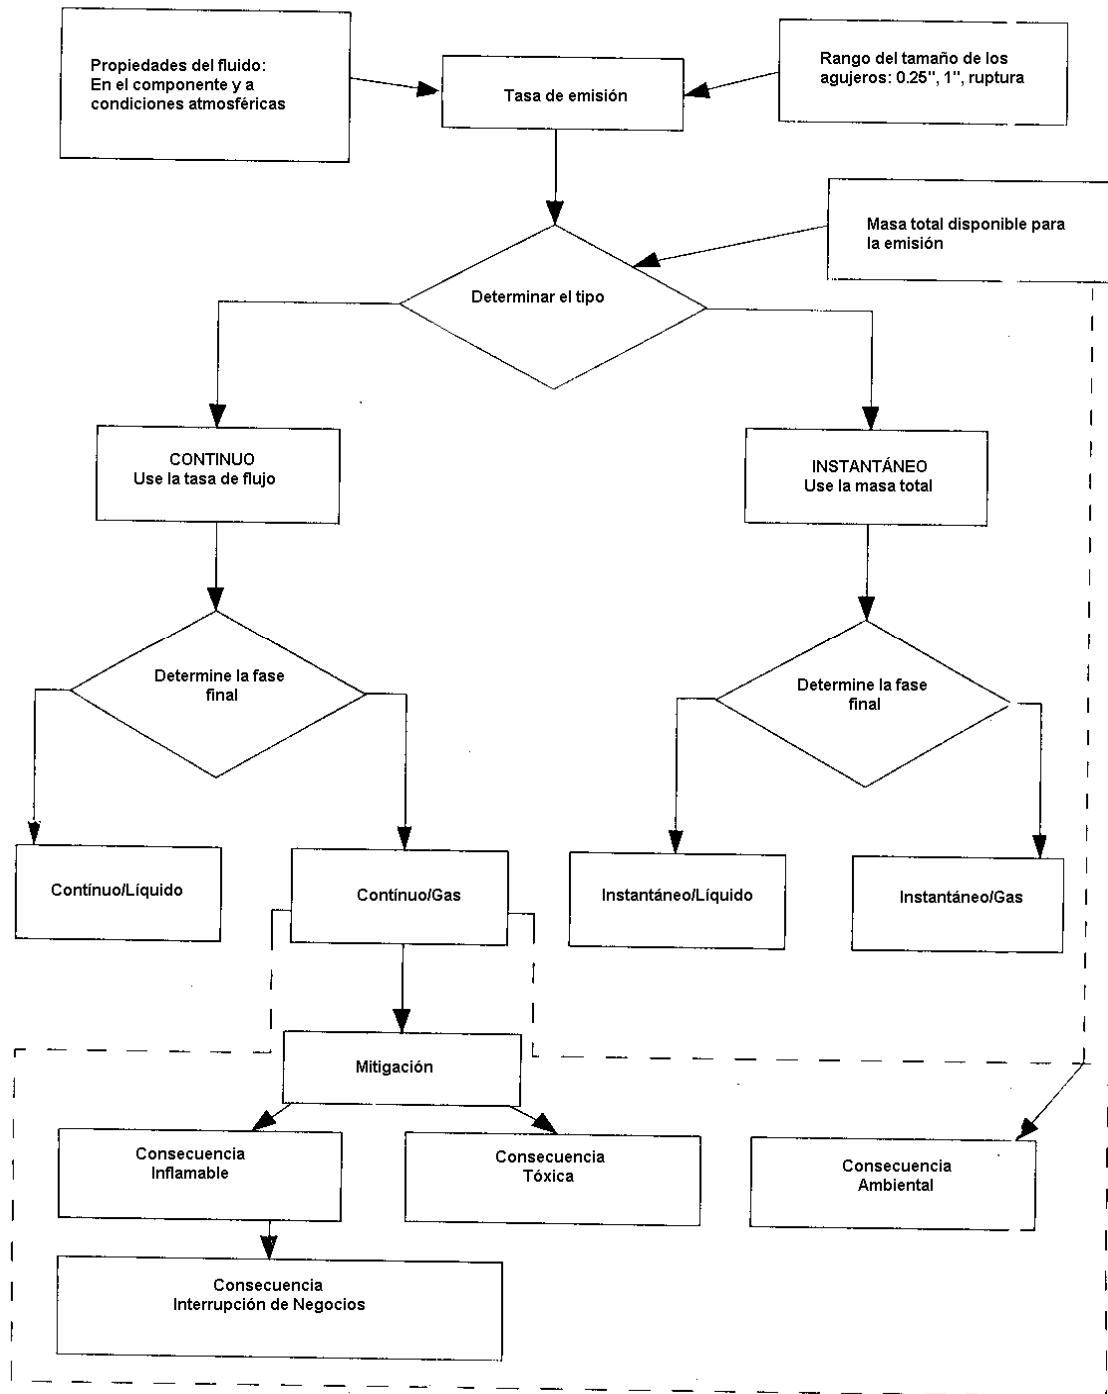 Propiedades del fluido:
En el componente y a
condiciones atmosféricas
Tasa de emisión
Rango del tamaño de los
agujeros: 0.25", 1", ruptura
Masa total disponible para
la emisión
Determinar el tipo
CONTINUO
Use la tasa de flujo
INSTANTÁNEO
Use la masa total
Determine la fase
final
Determine la fase
final
Contínuo/Líquido
Contínuo/Gas
Instantáneo/Líquido
Instantáneo/Gas
Mitigación
Consecuencia
Inflamable
Consecuencia
Tóxica
Consecuencia
Ambiental
Consecuencia
Interrupción de Negocios